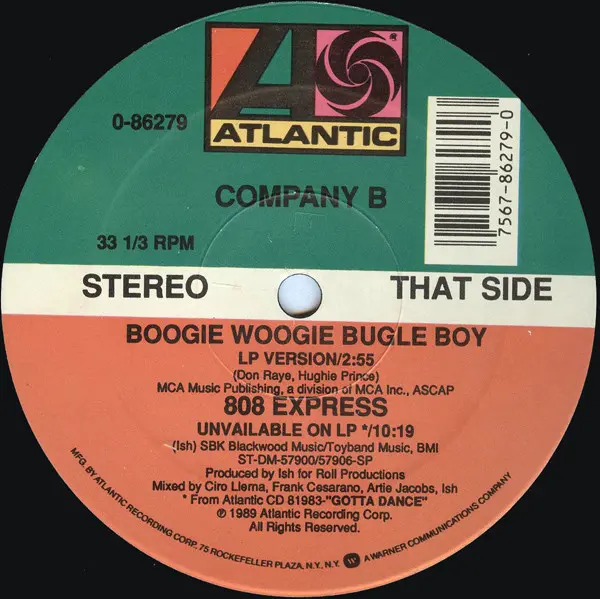 ATLANTIC
®
0-86279
COMPANY B
7567-86279-0
33 1/3 RPM
STEREO
THAT SIDE
BOOGIE WOOGIE BUGLE BOY
LP VERSION/2:55
(Don Raye, Hughie Prince)
MCA Music Publishing, a division of MCA Inc., ASCAP
808 EXPRESS
UNVAILABLE ON LP */10:19
(Ish) SBK Blackwood Music/Toyband Music, BMI
ST-DM-57900/57906-SP
Produced by Ish for Roll Productions
Mixed by Ciro Llerna, Frank Cesarano, Artie Jacobs, Ish
* From Atlantic CD 81983-"GOTTA DANCE"
℗ 1989 Atlantic Recording Corp.
All Rights Reserved.
MFG. BY ATLANTIC RECORDING CORP. 75 ROCKEFELLER PLAZA, N.Y., N.Y. A WARNER COMMUNICATIONS COMPANY